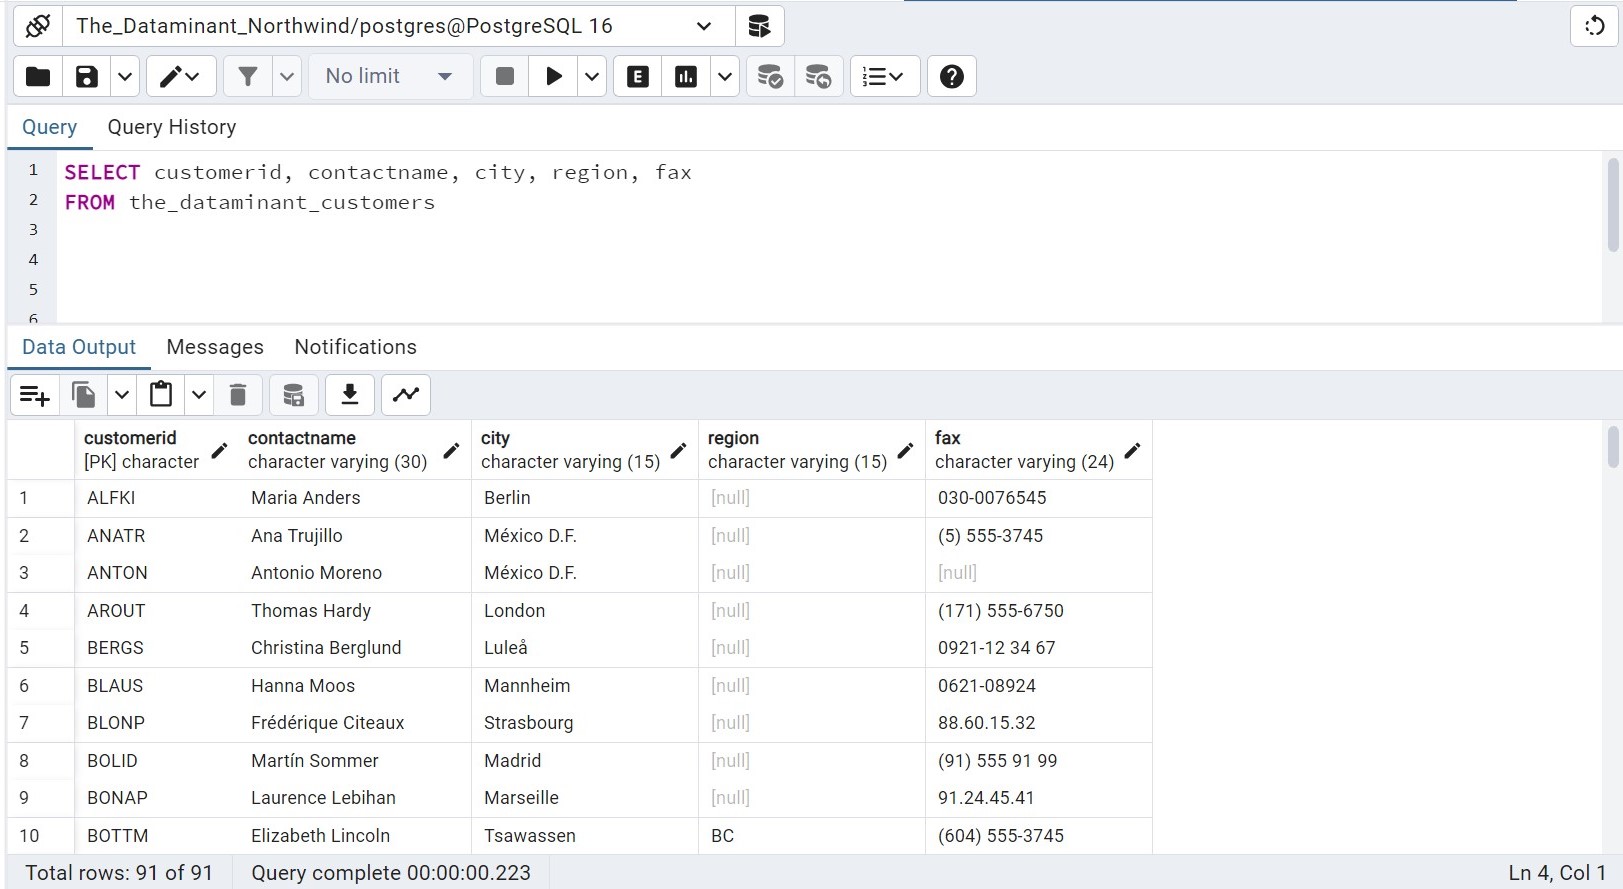 The_Dataminant_Northwind/postgres@PostgreSQL 16
No limit E
Query Query History
1 SELECT customerid, contactname, city, region, fax
2 FROM the_dataminant_customers
3
4
5
6
Data Output Messages Notifications
customerid contactname city region fax
[PK] character character varying (30) character varying (15) character varying (15) character varying (24)
1 ALFKI Maria Anders Berlin [null] 030-0076545
2 ANATR Ana Trujillo México D.F. [null] (5) 555-3745
3 ANTON Antonio Moreno México D.F. [null] [null]
4 AROUT Thomas Hardy London [null] (171) 555-6750
5 BERGS Christina Berglund Luleå [null] 0921-12 34 67
6 BLAUS Hanna Moos Mannheim [null] 0621-08924
7 BLONP Frédérique Citeaux Strasbourg [null] 88.60.15.32
8 BOLID Martín Sommer Madrid [null] (91) 555 91 99
9 BONAP Laurence Lebihan Marseille [null] 91.24.45.41
10 BOTTM Elizabeth Lincoln Tsawassen BC (604) 555-3745
Total rows: 91 of 91 Query complete 00:00:00.223 Ln 4, Col 1